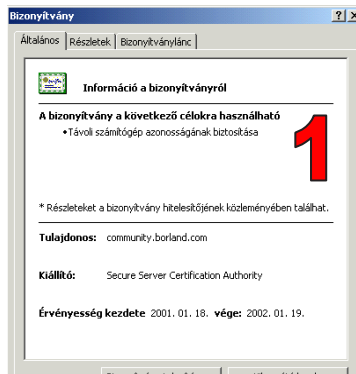 Bizonyítvány
Általános Részletek Bizonyítványlánc
Információ a bizonyítványról
A bizonyítvány a következő célokra használható
•Távoli számítógép azonosságának biztosítása
1
* Részleteket a bizonyítvány hitelesítőjének közleményében találhat.
Tulajdonos: community.borland.com
Kiállító: Secure Server Certification Authority
Érvényesség kezdete 2001. 01. 18. vége: 2002. 01. 19.